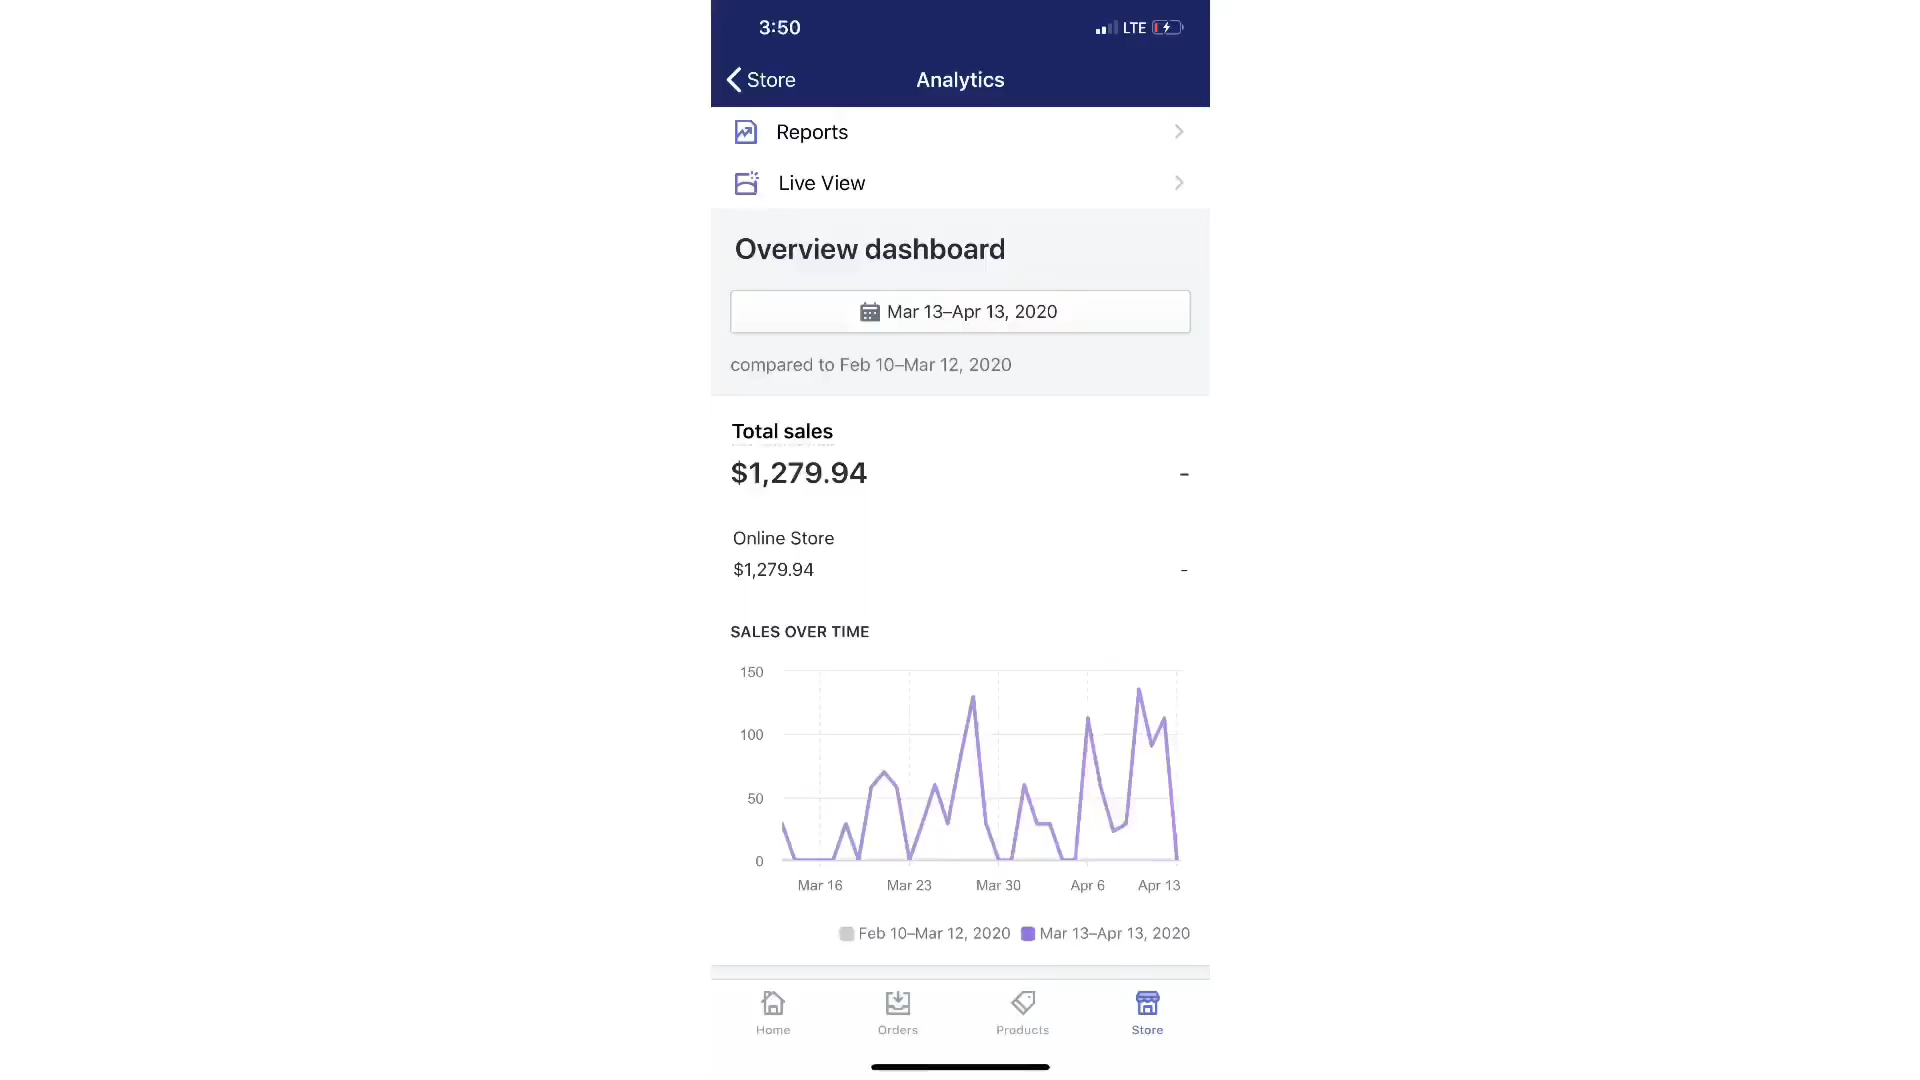 3:50
LTE
Store
Analytics
Reports
Live View
Overview dashboard
Mar 13–Apr 13, 2020
compared to Feb 10–Mar 12, 2020
Total sales
$1,279.94
-
Online Store
$1,279.94
-
SALES OVER TIME
150
100
50
0
Mar 16
Mar 23
Mar 30
Apr 6
Apr 13
Feb 10–Mar 12, 2020
Mar 13–Apr 13, 2020
Home
Orders
Products
Store